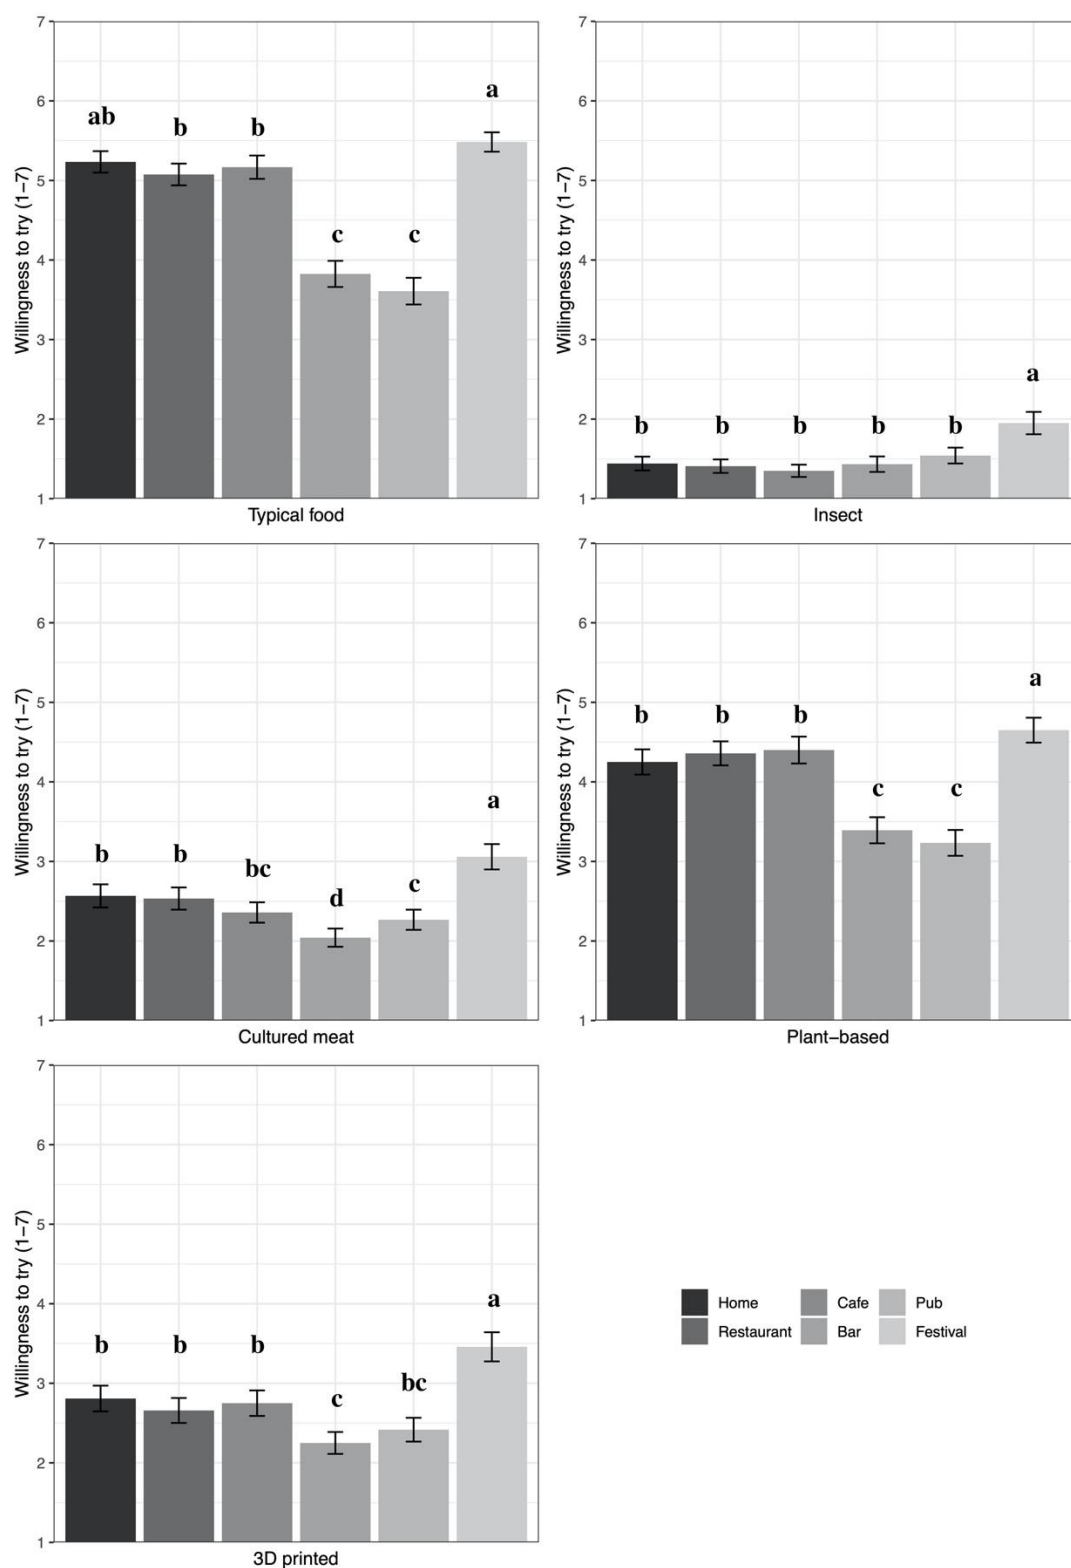 7
6
5
4
3
2
1
Willingness to try (1−7)
ab
b
b
c
c
a
Typical food
7
6
5
4
3
2
1
Willingness to try (1−7)
b
b
b
b
b
a
Insect
7
6
5
4
3
2
1
Willingness to try (1−7)
b
b
bc
d
c
a
Cultured meat
7
6
5
4
3
2
1
Willingness to try (1−7)
b
b
b
c
c
a
Plant−based
7
6
5
4
3
2
1
Willingness to try (1−7)
b
b
b
c
bc
a
3D printed
Home
Cafe
Pub
Restaurant
Bar
Festival